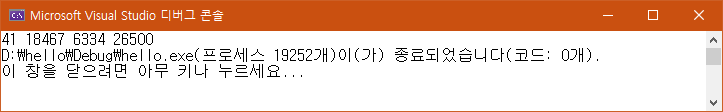 Microsoft Visual Studio 디버그 콘솔
41 18467 6334 26500
D:\hello\Debug\hello.exe(프로세스 19252개)이(가) 종료되었습니다(코드: 0개).
이 창을 닫으려면 아무 키나 누르세요...